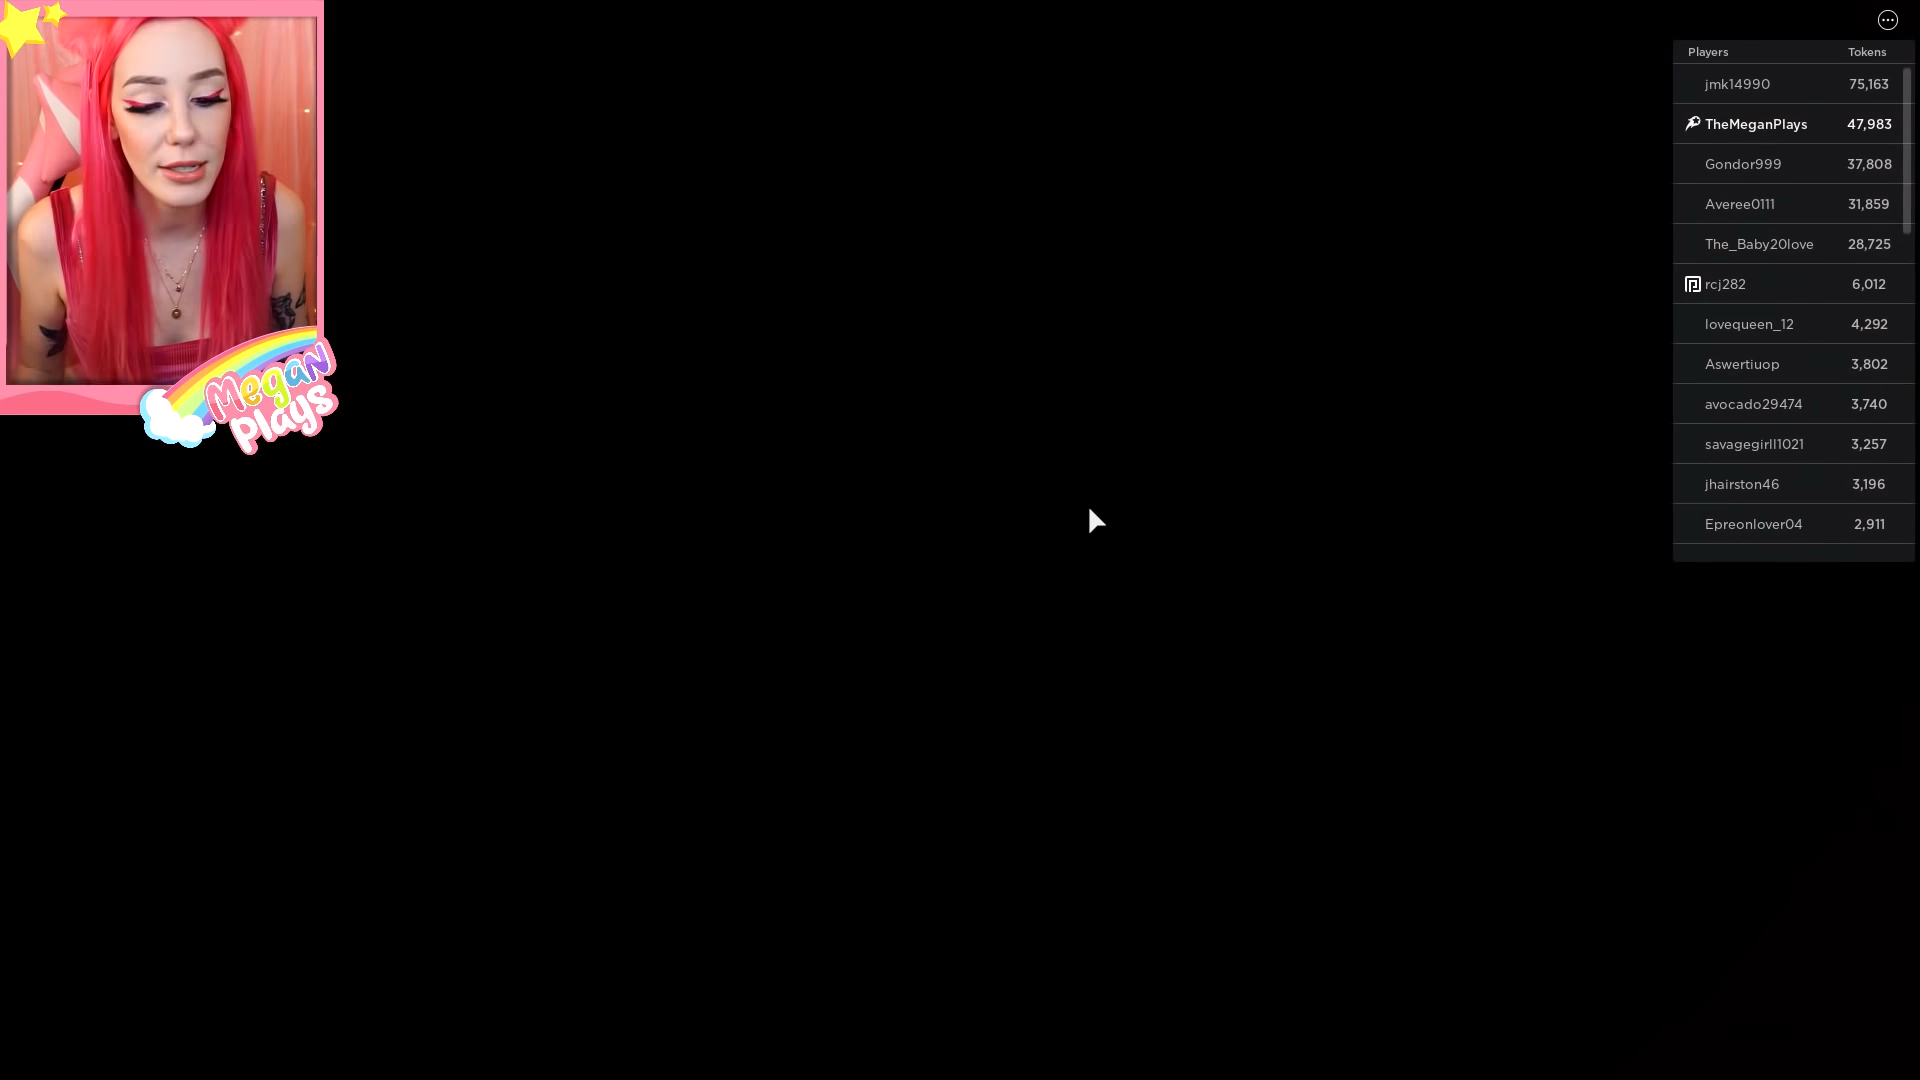 Megan
Plays
Players Tokens
jmk14990 75,163
TheMeganPlays 47,983
Gondor999 37,808
Averee0111 31,859
The_Baby20love 28,725
rcj282 6,012
lovequeen_12 4,292
Aswertiuop 3,802
avocado29474 3,740
savagegirll1021 3,257
jhairston46 3,196
Epreonlover04 2,911